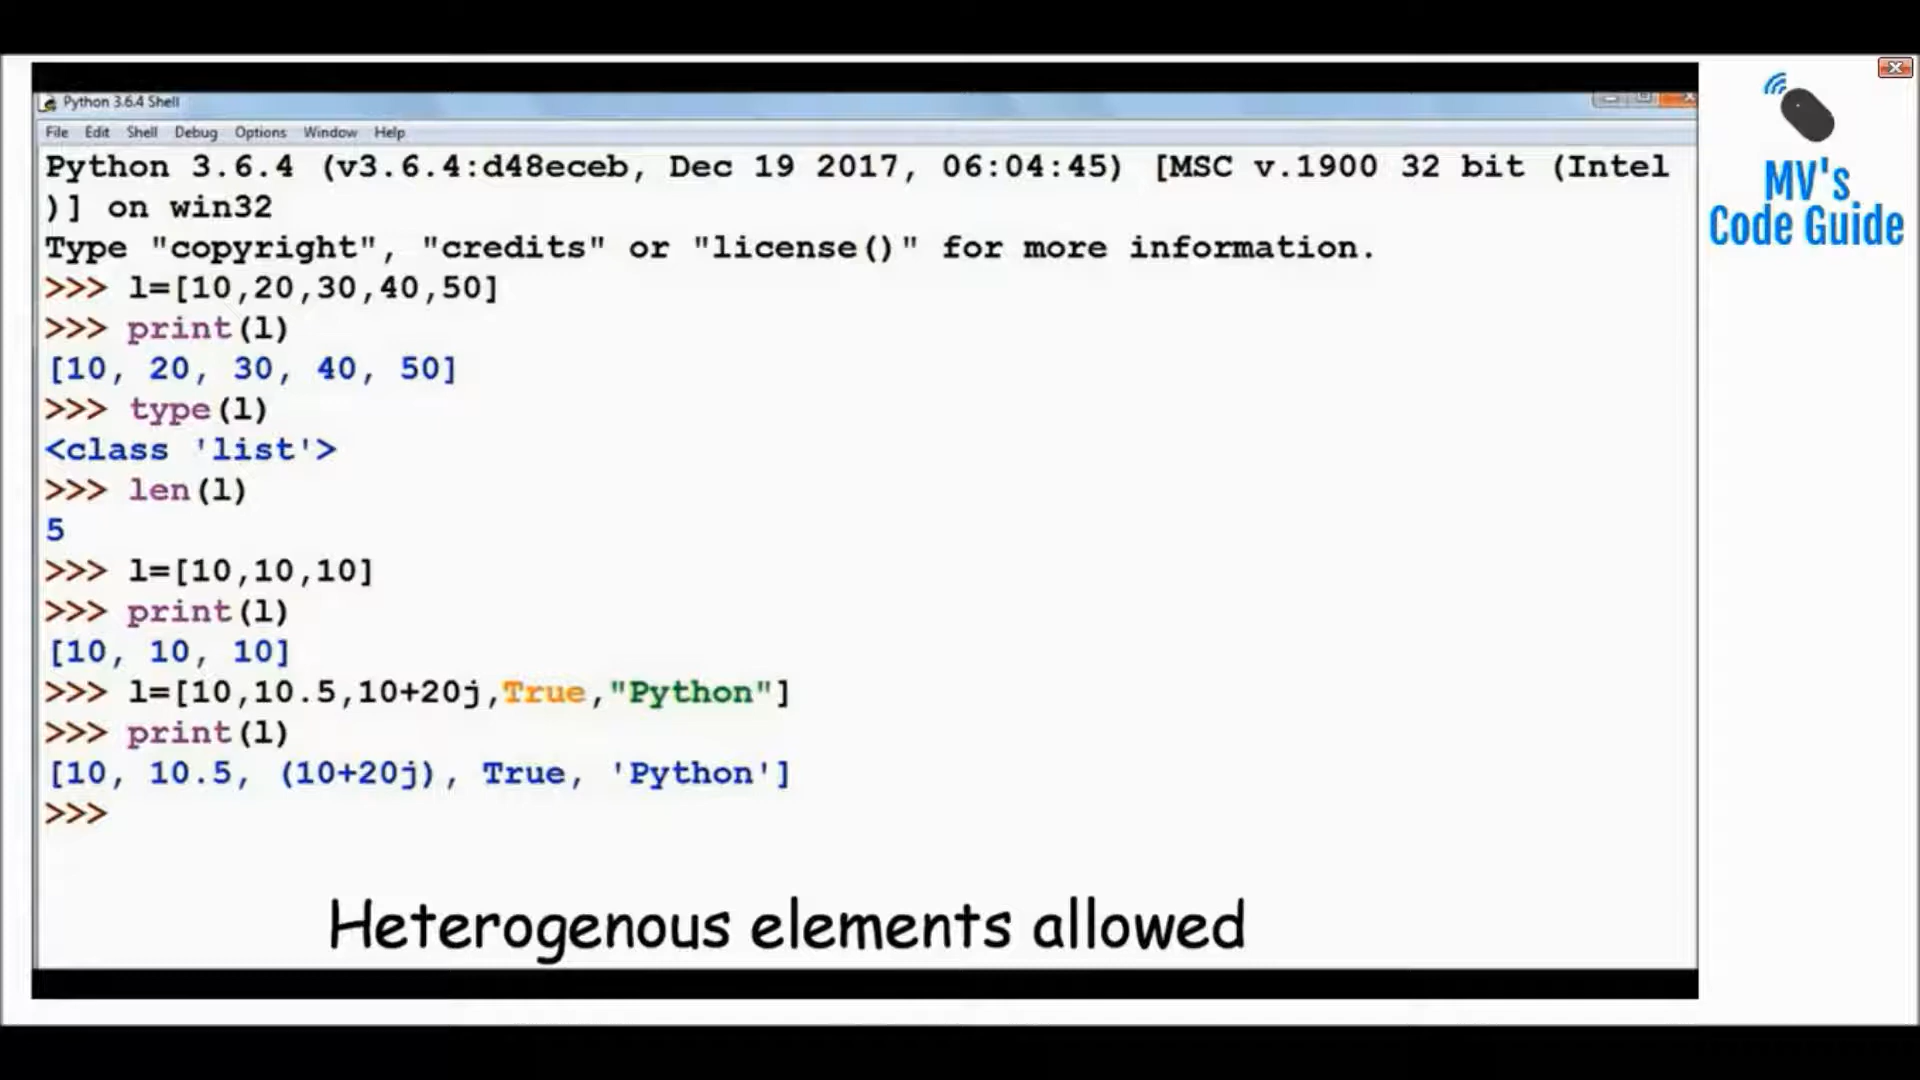 Python 3.6.4 Shell
File Edit Shell Debug Options Window Help
Python 3.6.4 (v3.6.4:d48eceb, Dec 19 2017, 06:04:45) [MSC v.1900 32 bit (Intel
)] on win32
Type "copyright", "credits" or "license()" for more information.
>>> l=[10,20,30,40,50]
>>> print(l)
[10, 20, 30, 40, 50]
>>> type(l)
<class 'list'>
>>> len(l)
5
>>> l=[10,10,10]
>>> print(l)
[10, 10, 10]
>>> l=[10,10.5,10+20j,True,"Python"]
>>> print(l)
[10, 10.5, (10+20j), True, 'Python']
>>>
Heterogenous elements allowed
MV's
Code Guide